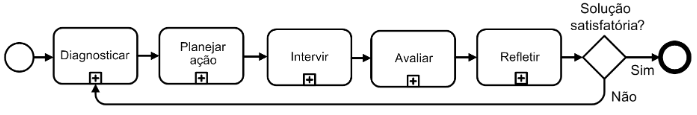 Diagnosticar
Planejar
ação
Intervir
Avaliar
Refletir
Solução
satisfatória?
Sim
Não